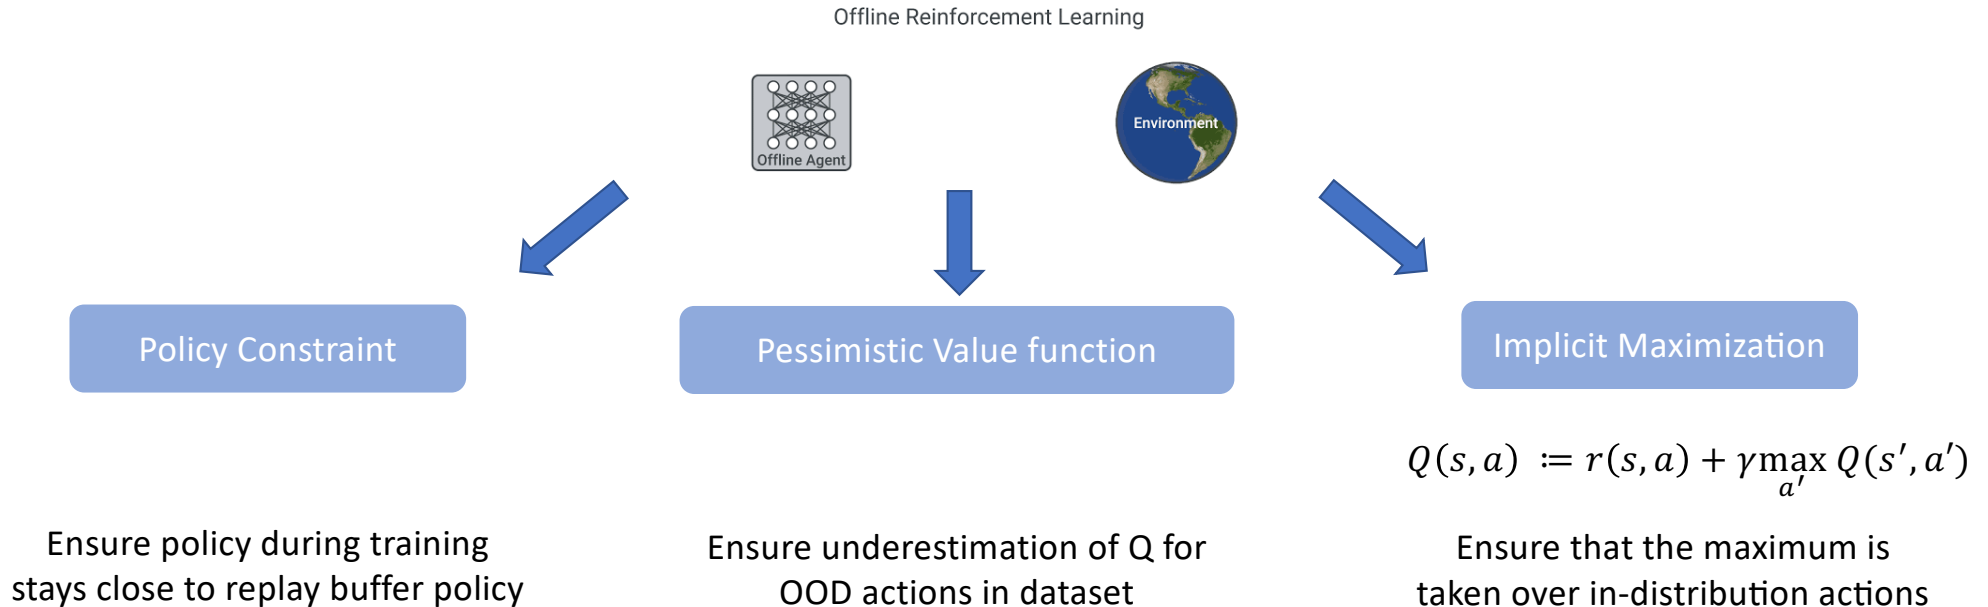 Offline Reinforcement Learning
Offline Agent
Environment
Policy Constraint
Pessimistic Value function
Implicit Maximization
Q(s, a) ≔ r(s, a) + γ max_{a′} Q(s′, a′)
Ensure policy during training
stays close to replay buffer policy
Ensure underestimation of Q for
OOD actions in dataset
Ensure that the maximum is
taken over in-distribution actions